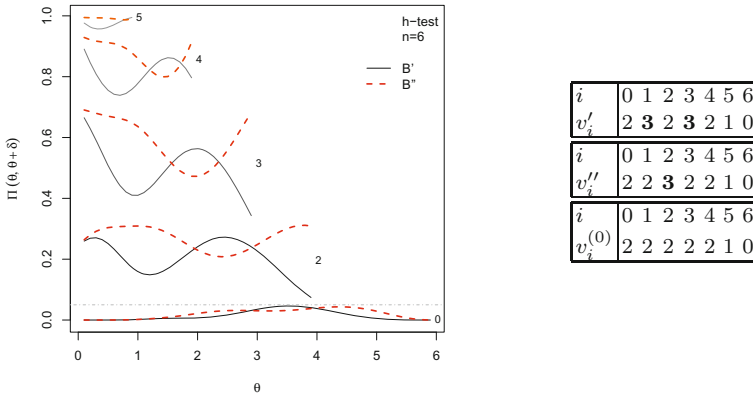 h−test
n=6
B'
B"
5
4
3
2
0
1.0
0.8
0.6
0.4
0.2
0.0
Π (θ, θ + δ)
0 1 2 3 4 5 6
θ
i 0 1 2 3 4 5 6
v′_i 2 3 2 3 2 1 0
i 0 1 2 3 4 5 6
v″_i 2 2 3 2 2 1 0
i 0 1 2 3 4 5 6
v_i^(0) 2 2 2 2 2 1 0